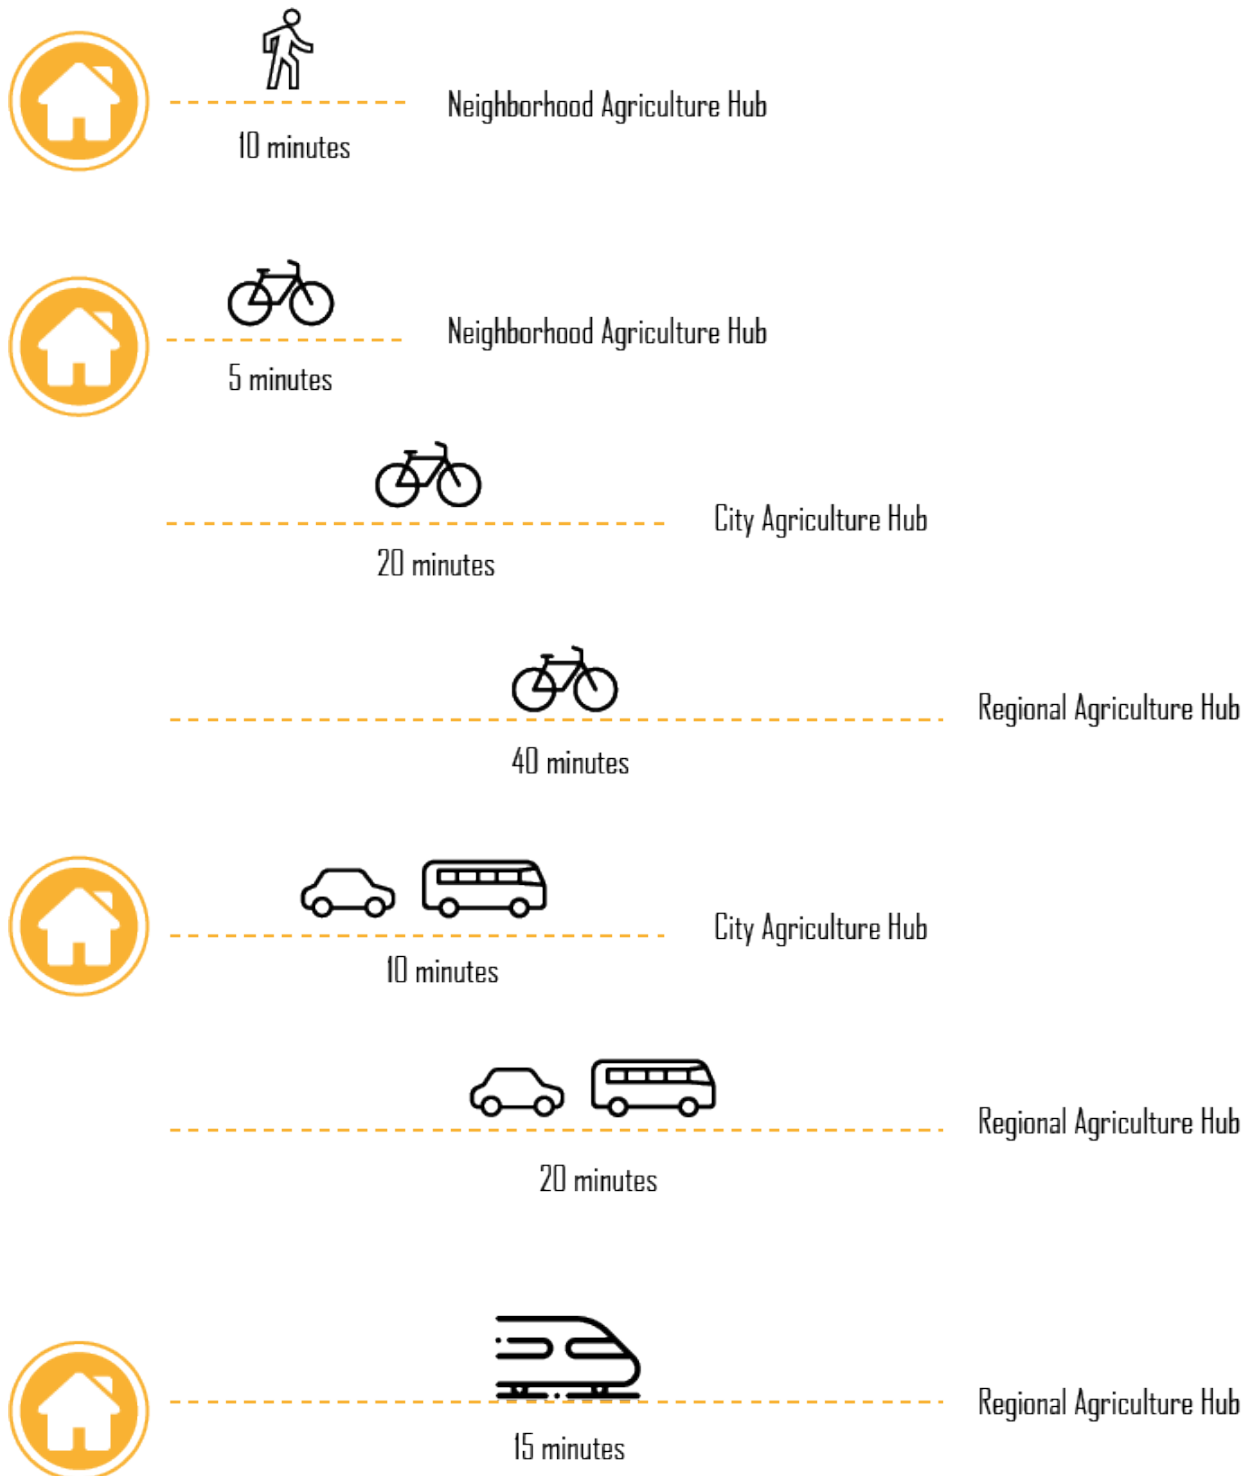 Neighborhood Agriculture Hub
10 minutes
Neighborhood Agriculture Hub
5 minutes
City Agriculture Hub
20 minutes
Regional Agriculture Hub
40 minutes
City Agriculture Hub
10 minutes
Regional Agriculture Hub
20 minutes
Regional Agriculture Hub
15 minutes